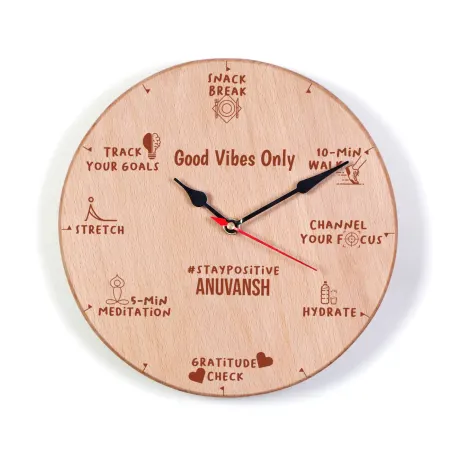 SNACK
BREAK
Good Vibes Only
10-MIN
WALK
TRACK
YOUR GOALS
CHANNEL
YOUR FOCUS
STRETCH
#STAYPOSITIVE
ANUVANSH
HYDRATE
5-MIN
MEDITATION
GRATITUDE
CHECK